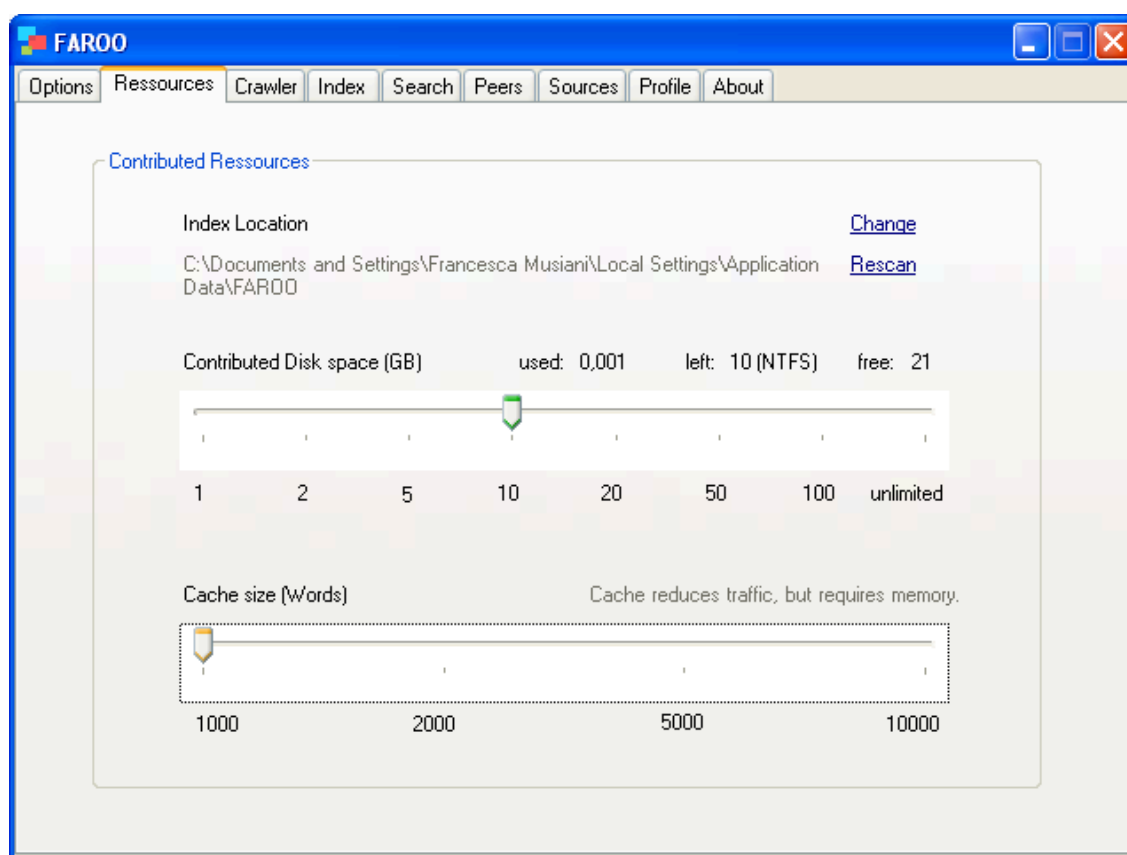 FAROO
Options Ressources Crawler Index Search Peers Sources Profile About
Contributed Ressources
Index Location Change
C:\Documents and Settings\Francesca Musiani\Local Settings\Application Rescan
Data\FAROO
Contributed Disk space (GB) used: 0,001 left: 10 (NTFS) free: 21
1 2 5 10 20 50 100 unlimited
Cache size (Words) Cache reduces traffic, but requires memory.
1000 2000 5000 10000